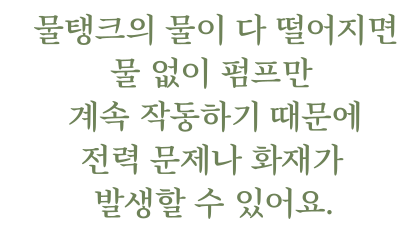 물탱크의 물이 다 떨어지면
물 없이 펌프만
계속 작동하기 때문에
전력 문제나 화재가
발생할 수 있어요.